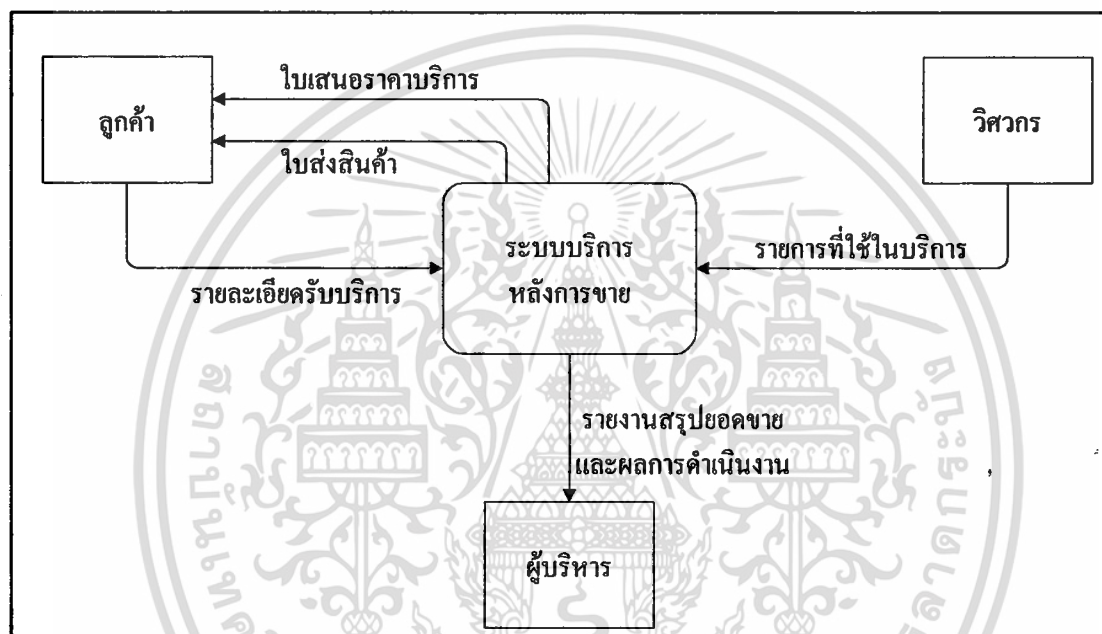 ใบเสนอราคาบริการ
ลูกค้า
วิศวกร
ใบส่งสินค้า
ระบบบริการ
หลังการขาย
รายการที่ใช้ในบริการ
รายละเอียดรับบริการ
รายงานสรุปยอดขาย
และผลการดำเนินงาน
ผู้บริหาร